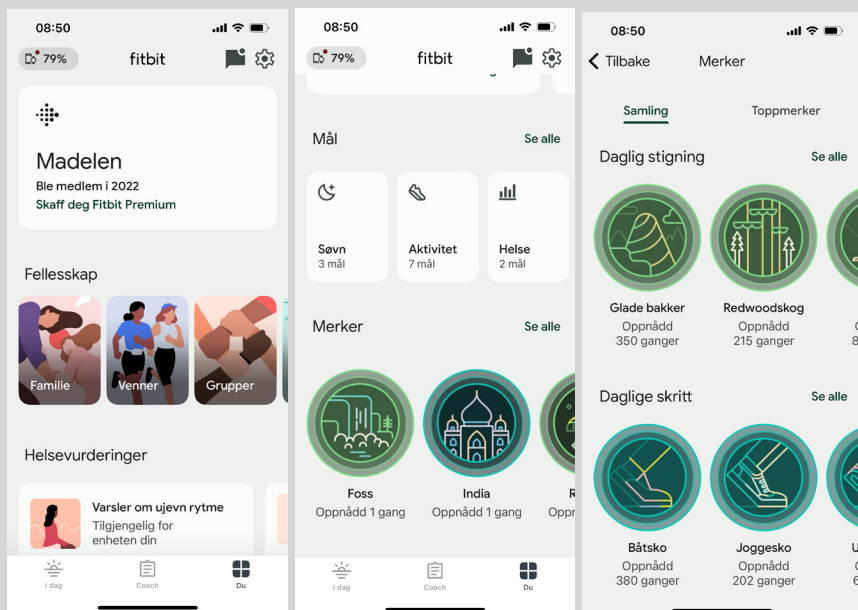 08:50
79%
fitbit
Madelen
Ble medlem i 2022
Skaff deg Fitbit Premium
Fellesskap
Familie
Venner
Grupper
Helsevurderinger
Varsler om ujevn rytme
Tilgjengelig for
enheten din
I dag
Coach
Du
08:50
79%
fitbit
Mål
Se alle
Søvn
3 mål
Aktivitet
7 mål
Helse
2 mål
Merker
Se alle
Foss
Oppnådd 1 gang
India
Oppnådd 1 gang
R
Oppr
I dag
Coach
Du
08:50
Tilbake
Merker
Samling
Toppmerker
Daglig stigning
Se alle
Glade bakker
Oppnådd
350 ganger
Redwoodskog
Oppnådd
215 ganger
8
Daglige skritt
Se alle
Båtsko
Oppnådd
380 ganger
Joggesko
Oppnådd
202 ganger
U
6